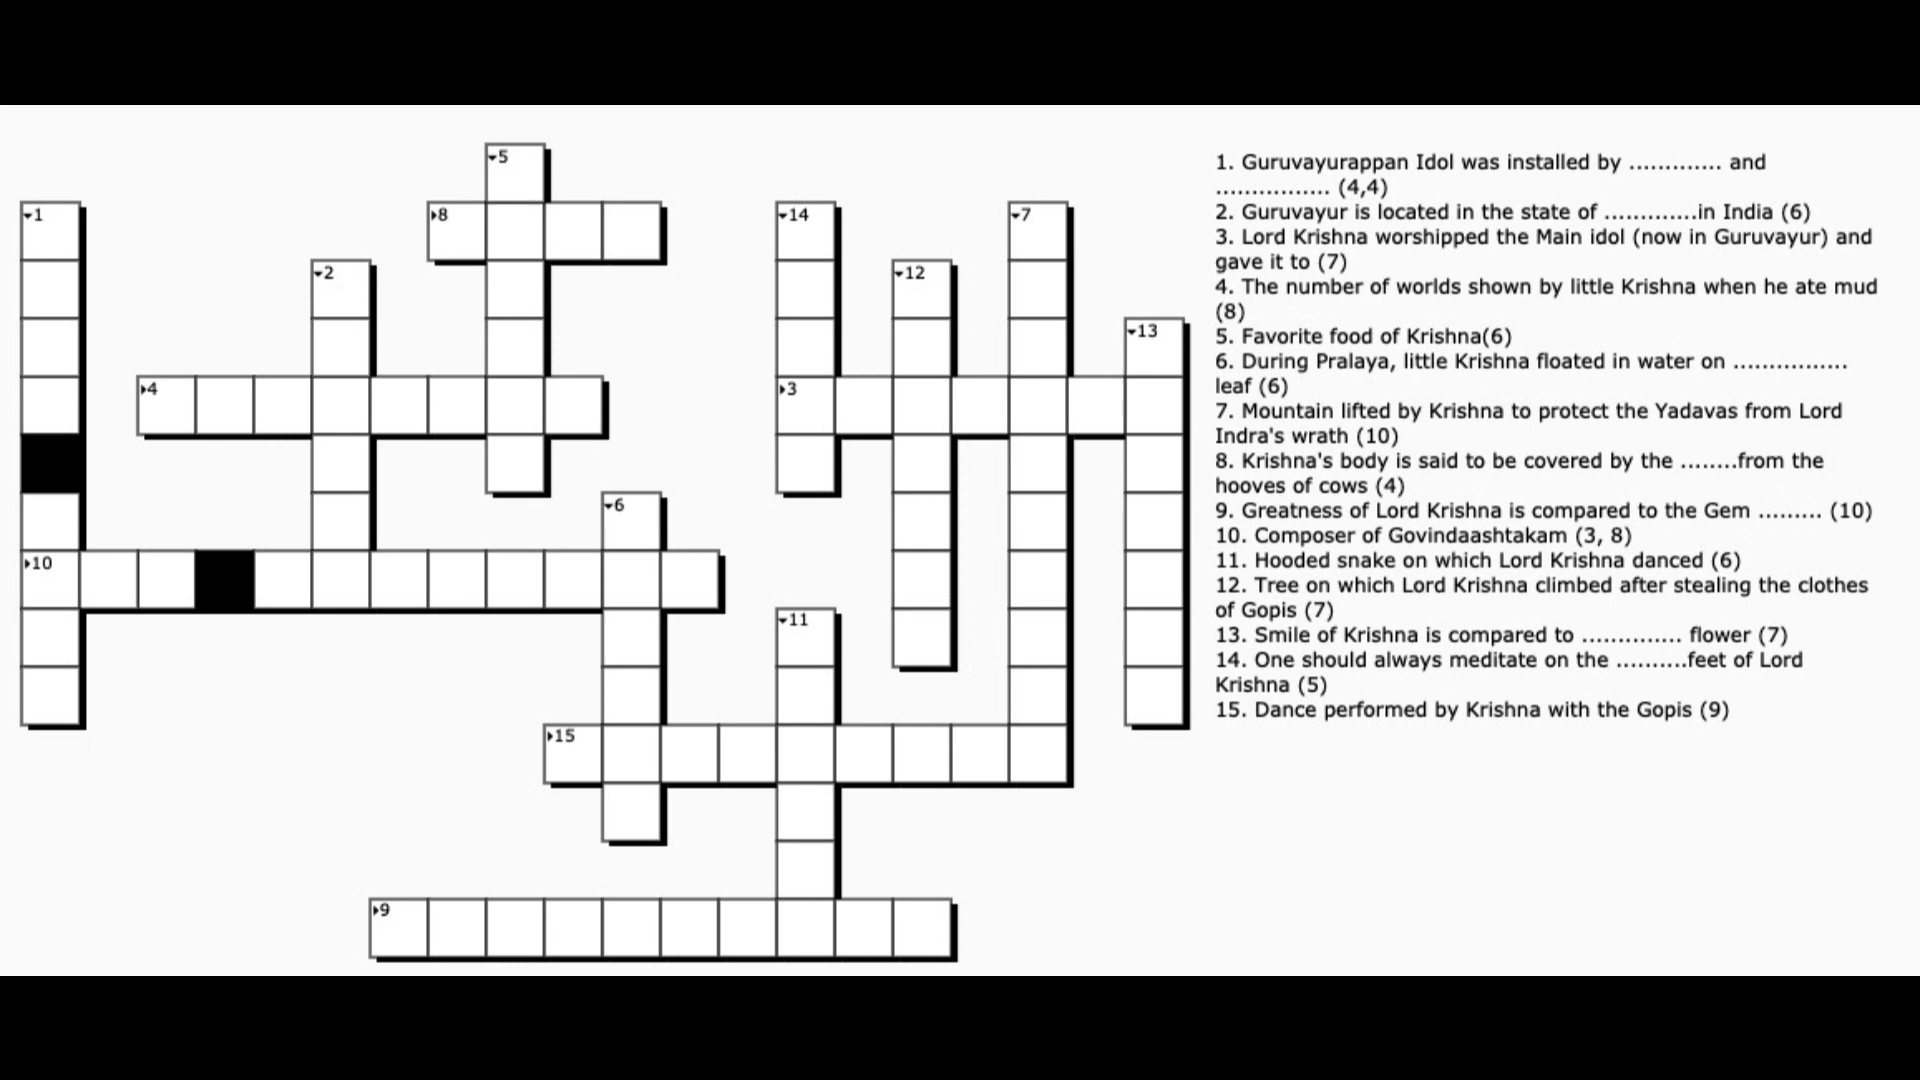 5
1
8
14
7
2
12
13
4
3
6
10
11
15
9
1. Guruvayurappan Idol was installed by ............. and
................ (4,4)
2. Guruvayur is located in the state of .............in India (6)
3. Lord Krishna worshipped the Main idol (now in Guruvayur) and
gave it to (7)
4. The number of worlds shown by little Krishna when he ate mud
(8)
5. Favorite food of Krishna(6)
6. During Pralaya, little Krishna floated in water on ................
leaf (6)
7. Mountain lifted by Krishna to protect the Yadavas from Lord
Indra's wrath (10)
8. Krishna's body is said to be covered by the ........from the
hooves of cows (4)
9. Greatness of Lord Krishna is compared to the Gem ......... (10)
10. Composer of Govindaashtakam (3, 8)
11. Hooded snake on which Lord Krishna danced (6)
12. Tree on which Lord Krishna climbed after stealing the clothes
of Gopis (7)
13. Smile of Krishna is compared to .............. flower (7)
14. One should always meditate on the ..........feet of Lord
Krishna (5)
15. Dance performed by Krishna with the Gopis (9)